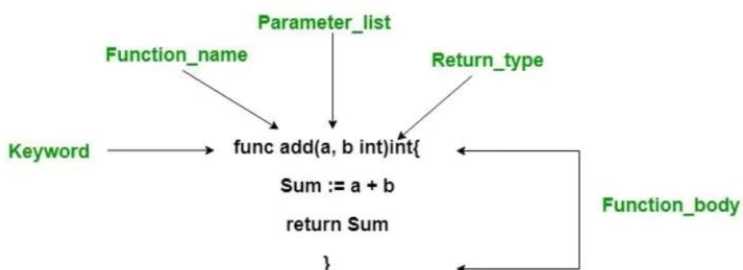 Parameter_list
Function_name
Return_type
Keyword
func add(a, b int)int{
Sum := a + b
return Sum
}
Function_body